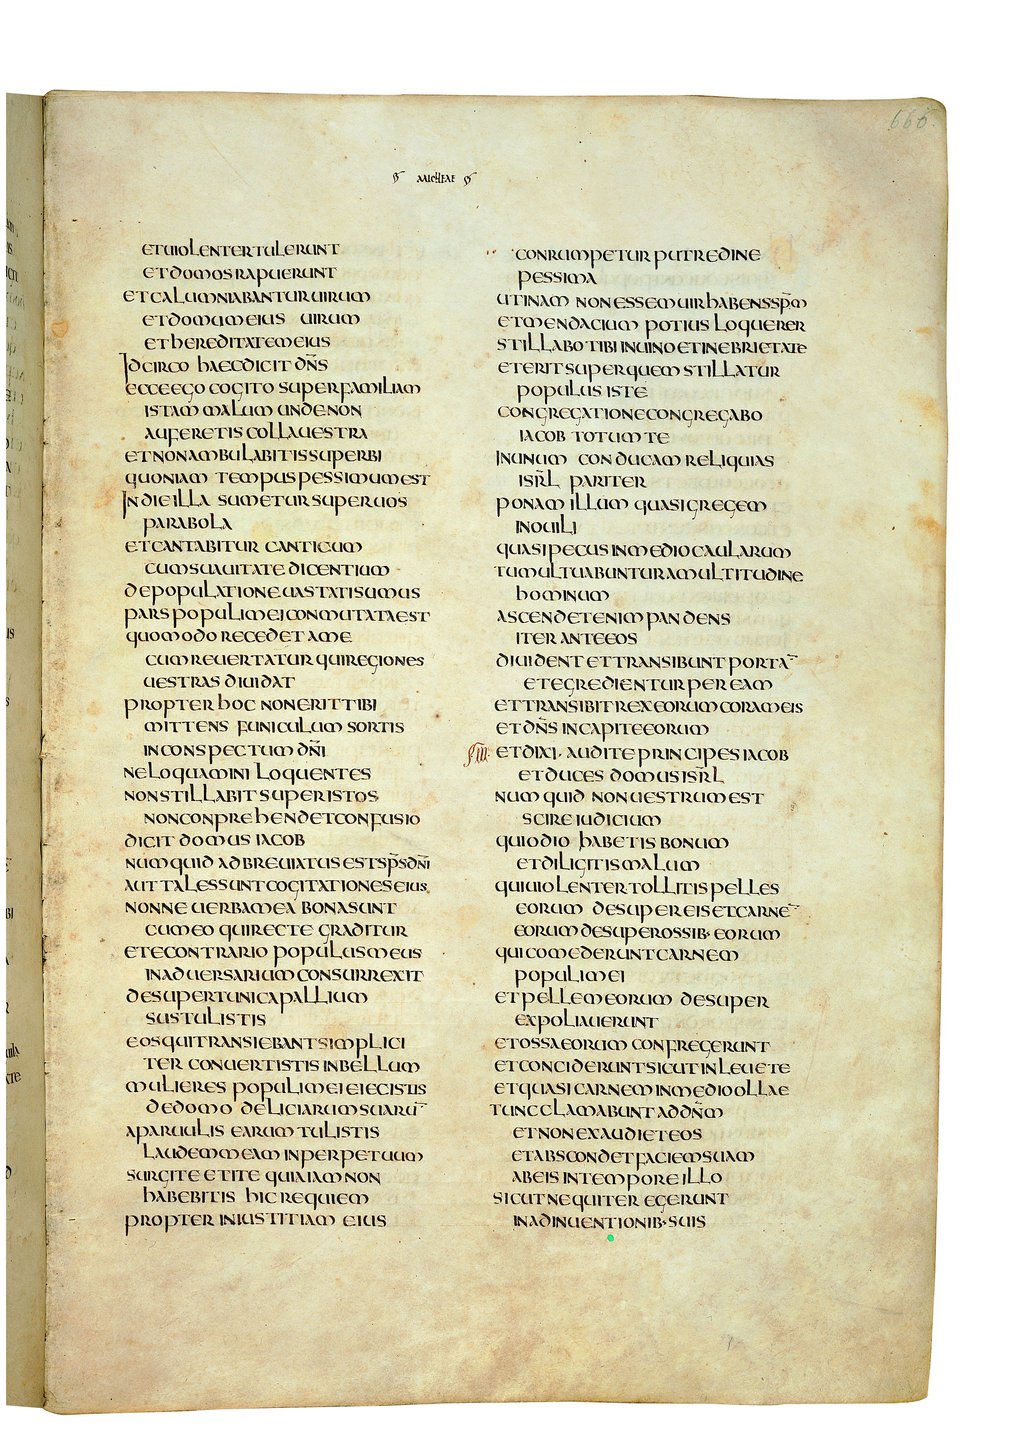 666.
MICHEAE
ET UIOLENTER TULERUNT
ET DOMOS RAPUERUNT
ET CALUMNIABANTUR UIRUM
ET DOMUM EIUS UIRUM
ET HEREDITATEM EIUS
IDCIRCO HAEC DICIT DN̄S
ECCE EGO COGITO SUPER FAMILIAM
ISTAM MALUM UNDE NON
AUFERETIS COLLA UESTRA
ET NON AMBULABITIS SUPERBI
QUONIAM TEMPUS PESSIMUM EST
IN DIE ILLA SUMETUR SUPER UOS
PARABOLA
ET CANTABITUR CANTICUM
CUM SUAUITATE DICENTIUM
DEPOPULATIONE UASTATI SUMUS
PARS POPULI MEI CONMUTATA EST
QUOMODO RECEDET A ME
CUM REUERTATUR QUI REGIONES
UESTRAS DIUIDAT
PROPTER HOC NON ERIT TIBI
MITTENS FUNICULUM SORTIS
IN CONSPECTUM DN̄I
NE LOQUAMINI LOQUENTES
NON STILLABIT SUPER ISTOS
NON CONPREHENDET CONFUSIO
DICIT DOMUS IACOB
NUMQUID ADBREUIATUS EST SP̄S DN̄I
AUT TALES SUNT COGITATIONES EIUS
NONNE UERBA MEA BONA SUNT
CUM EO QUI RECTE GRADITUR
ET E CONTRARIO POPULUS MEUS
IN ADUERSARIUM CONSURREXIT
DESUPER TUNICA PALLIUM
SUSTULISTIS
EOS QUI TRANSIEBANT SIMPLICI
TER CONUERTISTIS IN BELLUM
MULIERES POPULI MEI EIECISTIS
DE DOMO DELICIARUM SUARŪ
A PARUULIS EARUM TULISTIS
LAUDEM MEAM IN PERPETUUM
SURGITE ET ITE QUIA IAM NON
HABEBITIS HIC REQUIEM
PROPTER INIUSTITIAM EIUS
CONRUMPETUR PUTREDINE
PESSIMA
UTINAM NON ESSEM UIR HABENS SP̄M
ET MENDACIUM POTIUS LOQUERER
STILLABO TIBI IN UINO ET IN EBRIETATE
ET ERIT SUPER QUEM STILLATUR
POPULUS ISTE
CONGREGATIONE CONGREGABO
IACOB TOTUM TE
IN UNUM CONDUCAM RELIQUIAS
ISR̄L PARITER
PONAM ILLUM QUASI GREGEM
IN OUILI
QUASI PECUS IN MEDIO CAULARUM
TUMULTUABUNTUR A MULTITUDINE
HOMINUM
ASCENDET ENIM PANDENS
ITER ANTE EOS
DIUIDENT ET TRANSIBUNT PORTA¯
ET EGREDIENTUR PER EAM
ET TRANSIBIT REX EORUM CORAM EIS
ET DN̄S IN CAPITE EORUM
III ET DIXI· AUDITE PRINCIPES IACOB
ET DUCES DOMUS ISR̄L
NUMQUID NON UESTRUM EST
SCIRE IUDICIUM
QUI ODIO HABETIS BONUM
ET DILIGITIS MALUM
QUI UIOLENTER TOLLITIS PELLES
EORUM DESUPER EIS ET CARNE¯
EORUM DESUPER OSSIB· EORUM
QUI COMEDERUNT CARNEM
POPULI MEI
ET PELLEM EORUM DESUPER
EXPOLIAUERUNT
ET OSSA EORUM CONFREGERUNT
ET CONCIDERUNT SICUT IN LEUETE
ET QUASI CARNEM IN MEDIO OLLAE
TUNC CLAMABUNT AD DN̄M
ET NON EXAUDIET EOS
ET ABSCONDET FACIEM SUAM
AB EIS IN TEMPORE ILLO
SICUT NEQUITER EGERUNT
IN ADINUENTIONIB· SUIS